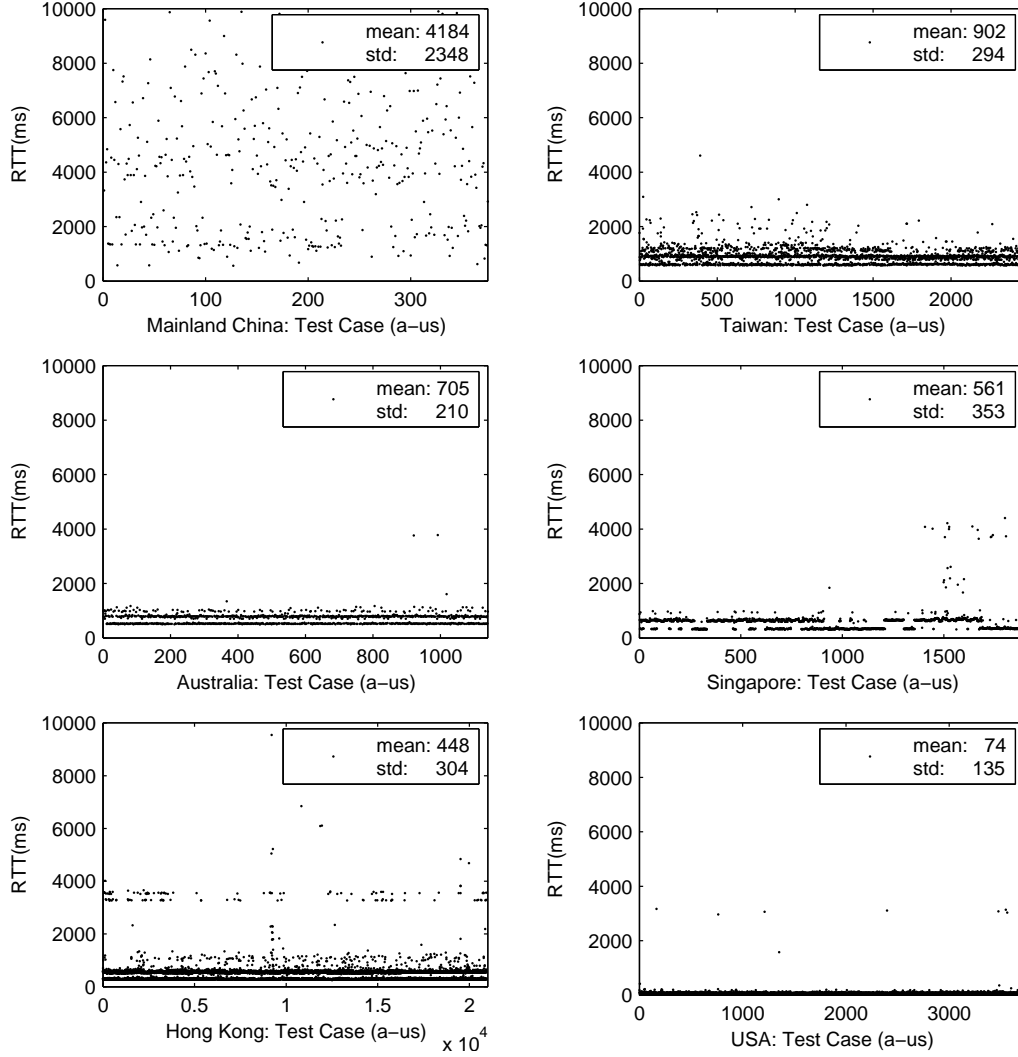 10000
8000
6000
4000
2000
0
RTT(ms)
mean: 4184
std: 2348
0 100 200 300
Mainland China: Test Case (a−us)
10000
8000
6000
4000
2000
0
RTT(ms)
mean: 902
std: 294
0 500 1000 1500 2000
Taiwan: Test Case (a−us)
10000
8000
6000
4000
2000
0
RTT(ms)
mean: 705
std: 210
0 200 400 600 800 1000
Australia: Test Case (a−us)
10000
8000
6000
4000
2000
0
RTT(ms)
mean: 561
std: 353
0 500 1000 1500
Singapore: Test Case (a−us)
10000
8000
6000
4000
2000
0
RTT(ms)
mean: 448
std: 304
0 0.5 1 1.5 2
Hong Kong: Test Case (a−us)
x 10^4
10000
8000
6000
4000
2000
0
RTT(ms)
mean: 74
std: 135
0 1000 2000 3000
USA: Test Case (a−us)